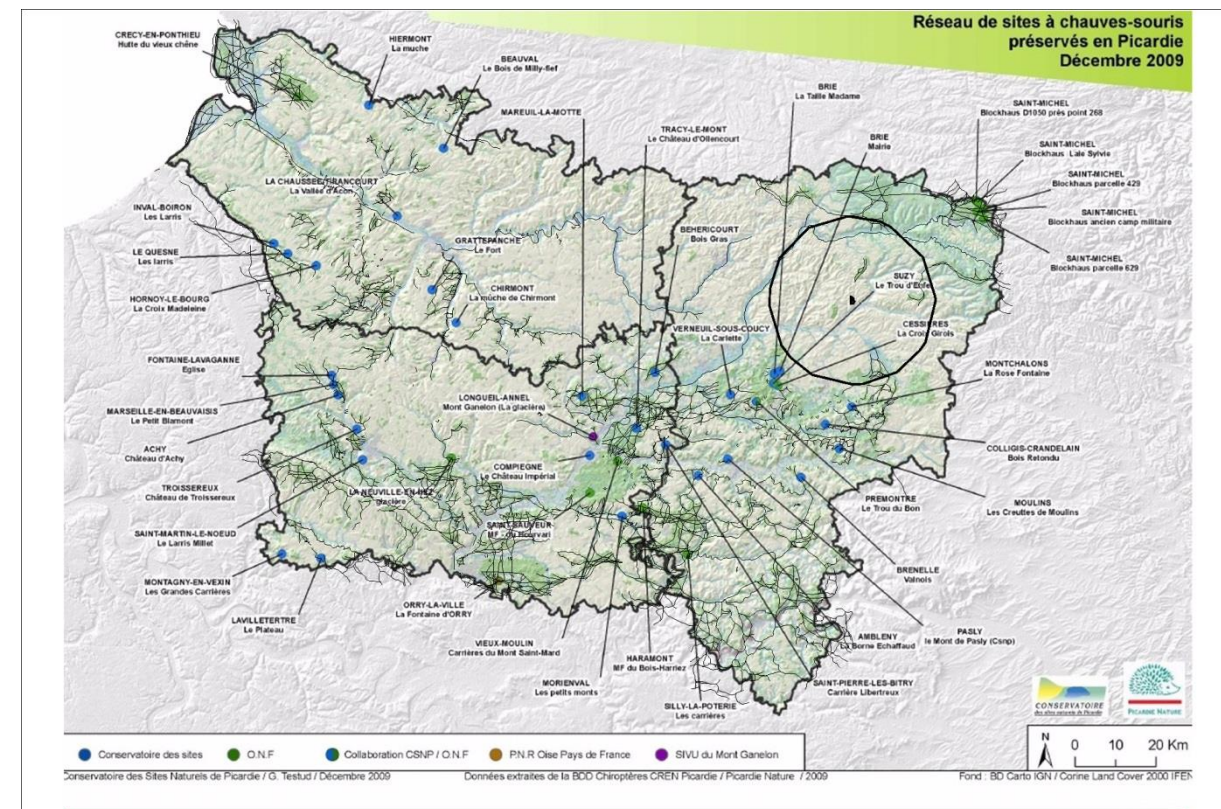 Réseau de sites à chauves-souris
préservés en Picardie
Décembre 2009
CRECY-EN-PONTHIEU
Hutte du vieux chêne
HIERMONT
La muche
BEAUVAL
Le Bois de Milly-fief
MAREUIL-LA-MOTTE
TRACY-LE-MONT
Le Château d'Ollencourt
BRIE
La Taille Madame
BRIE
Mairie
SAINT-MICHEL
Blockhaus D1050 près point 268
SAINT-MICHEL
Blockhaus Laie Sylvie
SAINT-MICHEL
Blockhaus parcelle 429
SAINT-MICHEL
Blockhaus ancien camp militaire
SAINT-MICHEL
Blockhaus parcelle 629
LA CHAUSSEE-TIRANCOURT
La Vallée d'Acon
INVAL-BOIRON
Les Larris
LE QUESNE
Les larris
HORNOY-LE-BOURG
La Croix Madeleine
GRATTEPANCHE
Le Fort
CHIRMONT
La mûche de Chirmont
BEHERICOURT
Bois Gras
SUZY
Le Trou d'Enfer
CESSIERES
La Croix Girois
VERNEUIL-SOUS-COUCY
La Carlette
MONTCHALONS
La Rose Fontaine
FONTAINE-LAVAGANNE
Eglise
MARSEILLE-EN-BEAUVAISIS
Le Petit Blamont
ACHY
Château d'Achy
TROISSEREUX
Château de Troissereux
SAINT-MARTIN-LE-NOEUD
Le Larris Millet
MONTAGNY-EN-VEXIN
Les Grandes Carrières
LAVILLETERTRE
Le Plateau
LONGUEIL-ANNEL
Mont Ganelon (La glacière)
COMPIEGNE
Le Château Impérial
LA NEUVILLE-EN-HEZ
glacière
SAINT-SAUVEUR
MF - du Hourvari
ORRY-LA-VILLE
La Fontaine d'ORRY
VIEUX-MOULIN
Carrières du Mont Saint-Mard
MORIENVAL
Les petits monts
HARAMONT
MF du Bois-Harriez
SILLY-LA-POTERIE
Les carrières
SAINT-PIERRE-LES-BITRY
Carrière Libertreux
AMBLENY
La Borne Echaffaud
PASLY
le Mont de Pasly (Csnp)
BRENELLE
Valnois
PREMONTRE
Le Trou du Bon
MOULINS
Les Creuttes de Moulins
COLLIGIS-CRANDELAIN
Bois Retondu
CONSERVATOIRE
des sites naturels de Picardie
PICARDIE NATURE
N
0 10 20 Km
Conservatoire des sites
O.N.F
Collaboration CSNP / O.N.F
P.N.R Oise Pays de France
SIVU du Mont Ganelon
Conservatoire des Sites Naturels de Picardie / G. Testud / Décembre 2009
Données extraites de la BDD Chiroptères CREN Picardie / Picardie Nature / 2009
Fond : BD Carto IGN / Corine Land Cover 2000 IFEN